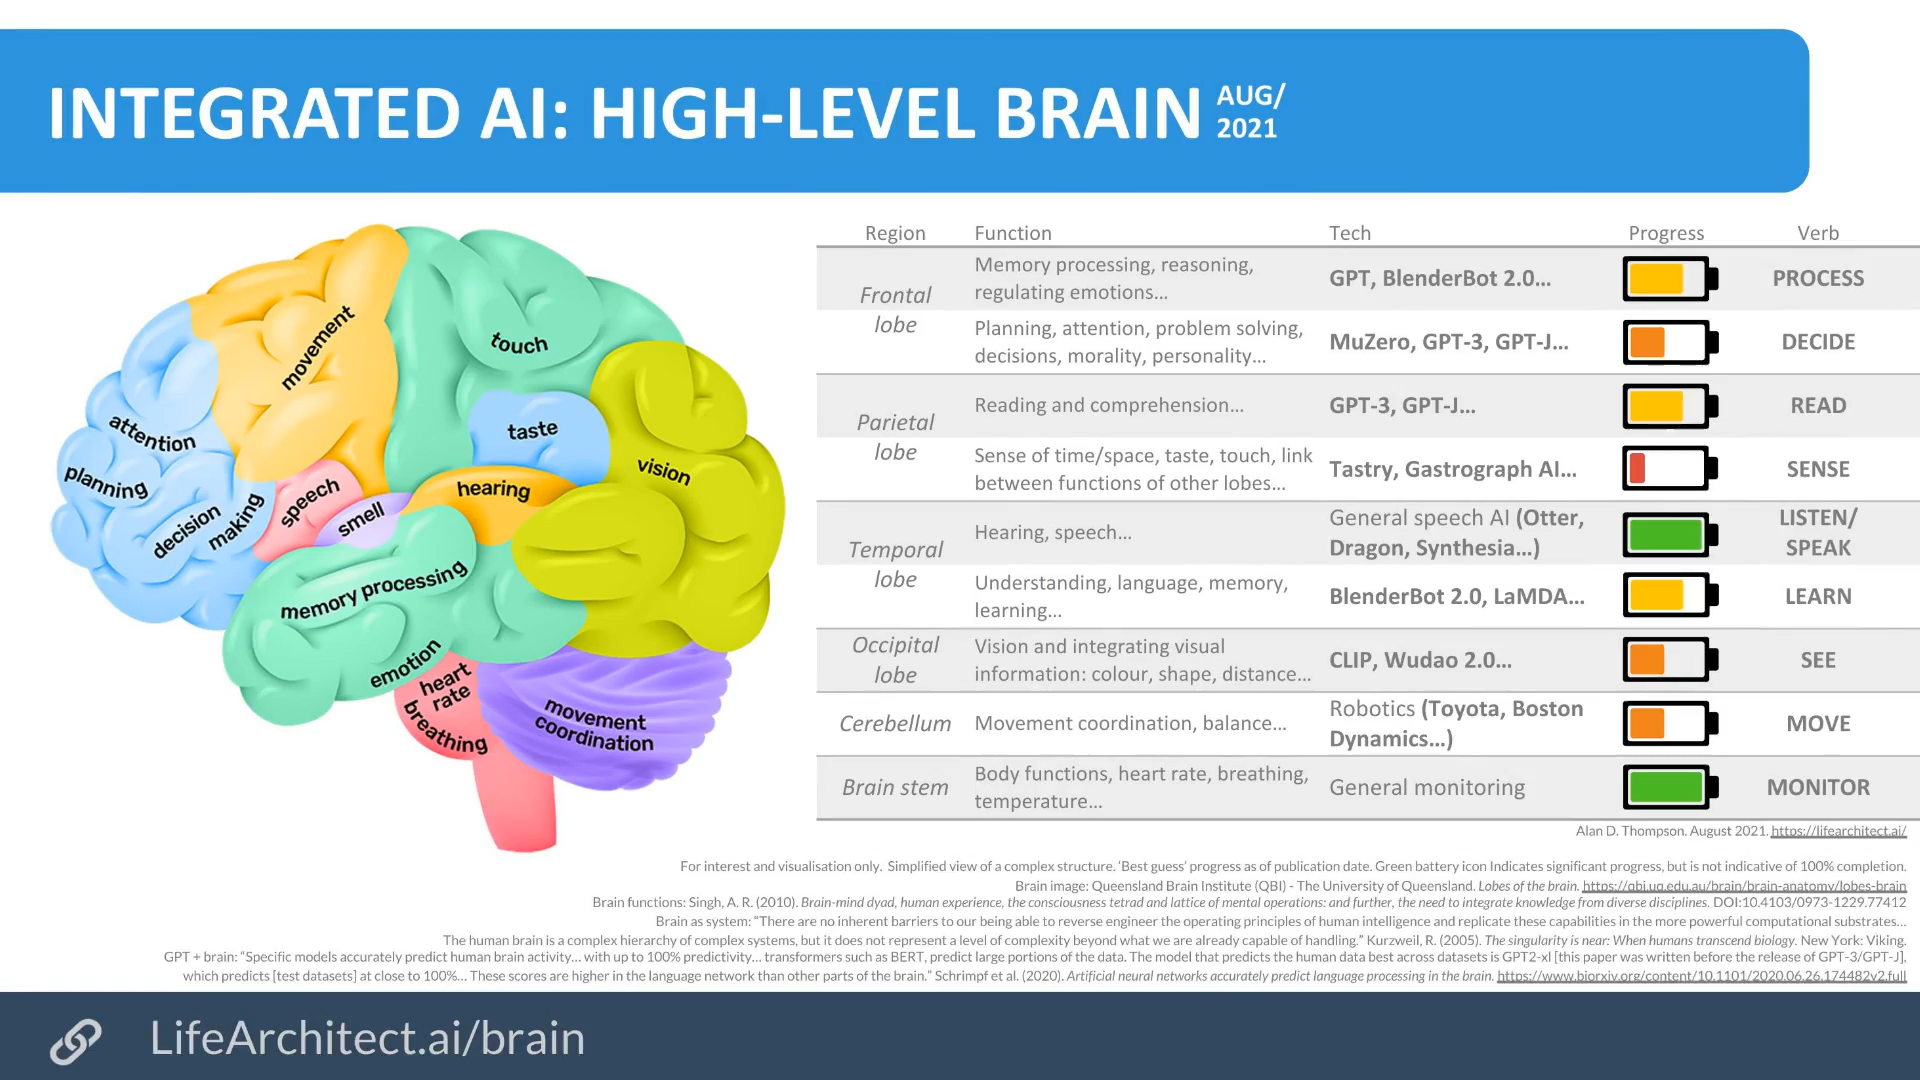 INTEGRATED AI: HIGH-LEVEL BRAIN AUG/
2021
movement
touch
attention
taste
planning
vision
speech
hearing
decision
making
smell
memory processing
emotion
heart
rate
breathing
movement
coordination
Region Function Tech Progress Verb
Frontal
lobe
Memory processing, reasoning,
regulating emotions…
GPT, BlenderBot 2.0…
PROCESS
Planning, attention, problem solving,
decisions, morality, personality…
MuZero, GPT-3, GPT-J…
DECIDE
Parietal
lobe
Reading and comprehension…
GPT-3, GPT-J…
READ
Sense of time/space, taste, touch, link
between functions of other lobes…
Tastry, Gastrograph AI…
SENSE
Temporal
lobe
Hearing, speech…
General speech AI (Otter,
Dragon, Synthesia…)
LISTEN/
SPEAK
Understanding, language, memory,
learning…
BlenderBot 2.0, LaMDA…
LEARN
Occipital
lobe
Vision and integrating visual
information: colour, shape, distance…
CLIP, Wudao 2.0…
SEE
Cerebellum
Movement coordination, balance…
Robotics (Toyota, Boston
Dynamics…)
MOVE
Brain stem
Body functions, heart rate, breathing,
temperature…
General monitoring
MONITOR
Alan D. Thompson. August 2021. https://lifearchitect.ai/
For interest and visualisation only. Simplified view of a complex structure. ‘Best guess’ progress as of publication date. Green battery icon Indicates significant progress, but is not indicative of 100% completion.
Brain image: Queensland Brain Institute (QBI) - The University of Queensland. Lobes of the brain. https://qbi.uq.edu.au/brain/brain-anatomy/lobes-brain
Brain functions: Singh, A. R. (2010). Brain-mind dyad, human experience, the consciousness tetrad and lattice of mental operations: and further, the need to integrate knowledge from diverse disciplines. DOI:10.4103/0973-1229.77412
Brain as system: “There are no inherent barriers to our being able to reverse engineer the operating principles of human intelligence and replicate these capabilities in the more powerful computational substrates…
The human brain is a complex hierarchy of complex systems, but it does not represent a level of complexity beyond what we are already capable of handling.” Kurzweil, R. (2005). The singularity is near: When humans transcend biology. New York: Viking.
GPT + brain: “Specific models accurately predict human brain activity… with up to 100% predictivity… transformers such as BERT, predict large portions of the data. The model that predicts the human data best across datasets is GPT2-xl [this paper was written before the release of GPT-3/GPT-J],
which predicts [test datasets] at close to 100%… These scores are higher in the language network than other parts of the brain.” Schrimpf et al. (2020). Artificial neural networks accurately predict language processing in the brain. https://www.biorxiv.org/content/10.1101/2020.06.26.174482v2.full
LifeArchitect.ai/brain